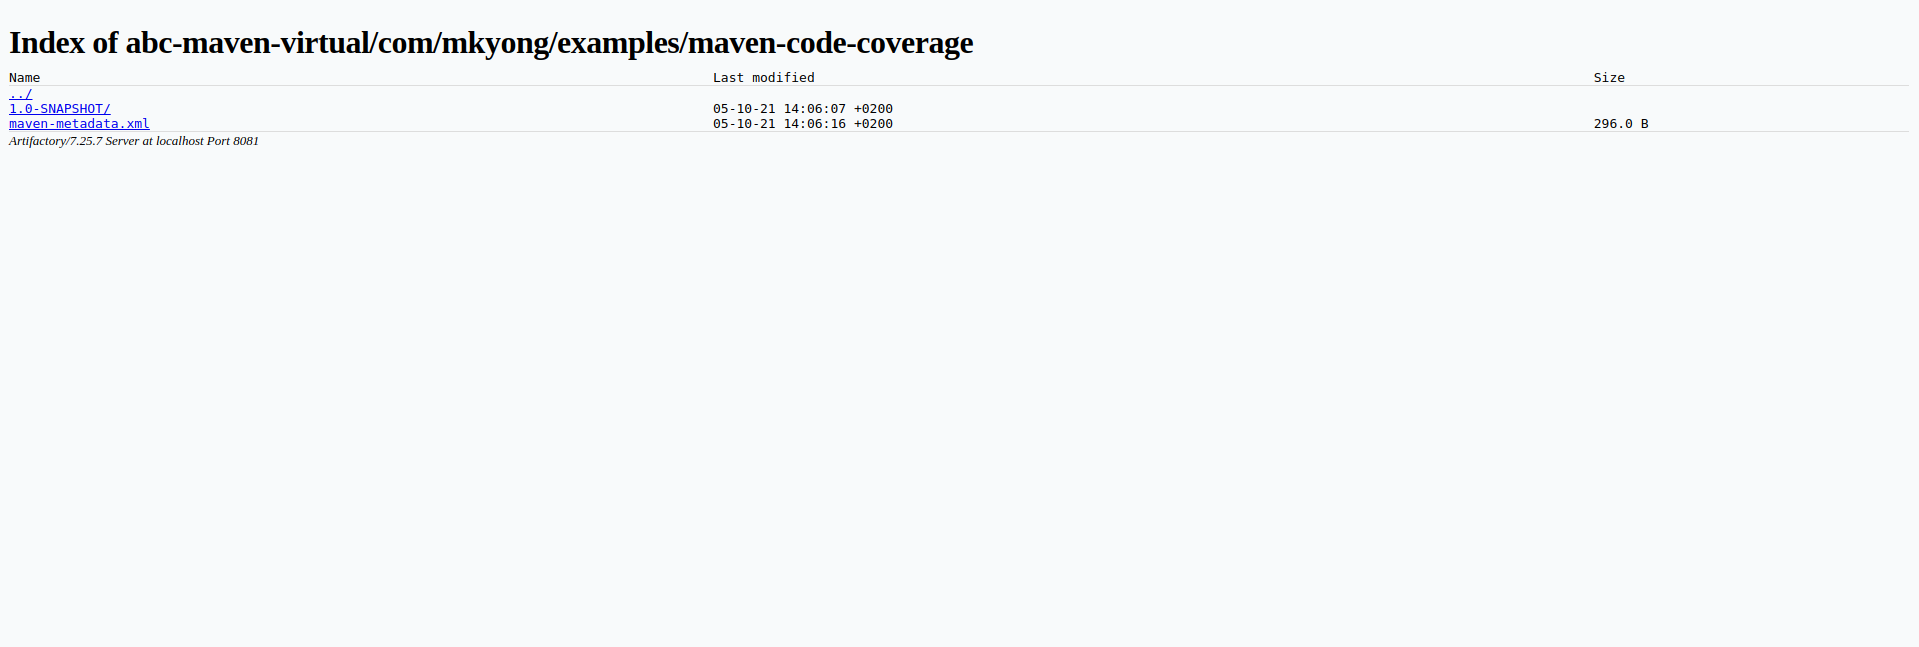 Index of abc-maven-virtual/com/mkyong/examples/maven-code-coverage
Name Last modified Size
../
1.0-SNAPSHOT/ 05-10-21 14:06:07 +0200
maven-metadata.xml 05-10-21 14:06:16 +0200 296.0 B
Artifactory/7.25.7 Server at localhost Port 8081